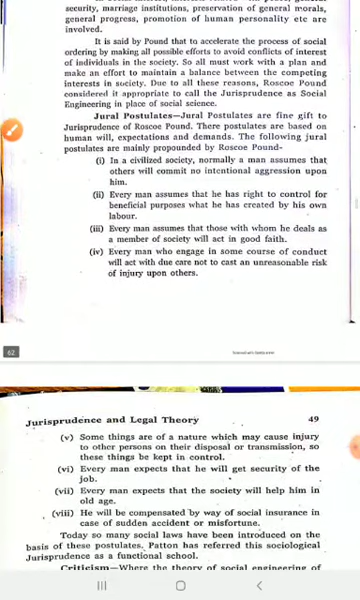 security, marriage institutions, preservation of general morals,
general progress, promotion of human personality etc are
involved.
It is said by Pound that to accelerate the process of social
ordering by making all possible efforts to avoid conflicts of interest
of individuals in the society. So all must work with a plan and
make an effort to maintain a balance between the competing
interests in society. Due to all these reasons, Roscoe Pound
considered it appropriate to call the Jurisprudence as Social
Engineering in place of social science.
Jural Postulates—Jural Postulates are fine gift to
Jurisprudence of Roscoe Pound. There postulates are based on
human will, expectations and demands. The following jural
postulates are mainly propounded by Roscoe Pound-
(i) In a civilized society, normally a man assumes that
others will commit no intentional aggression upon
him.
(ii) Every man assumes that he has right to control for
beneficial purposes what he has created by his own
labour.
(iii) Every man assumes that those with whom he deals as
a member of society will act in good faith.
(iv) Every man who engage in some course of conduct
will act with due care not to cast an unreasonable risk
of injury upon others.
62
Jurisprudence and Legal Theory 49
(v) Some things are of a nature which may cause injury
to other persons on their disposal or transmission, so
these things be kept in control.
(vi) Every man expects that he will get security of the
job.
(vii) Every man expects that the society will help him in
old age.
(viii) He will be compensated by way of social insurance in
case of sudden accident or misfortune.
Today so many social laws have been introduced on the
basis of these postulates. Patton has referred this sociological
Jurisprudence as a functional school.
Criticism—Where the theory of social engineering of